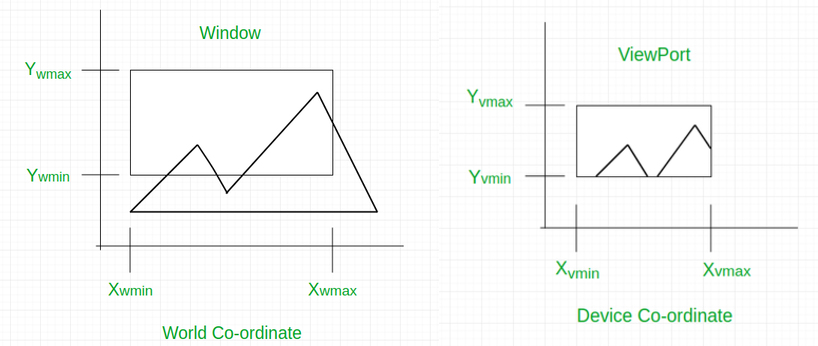 Window
Ywmax
Ywmin
Xwmin
Xwmax
World Co-ordinate
ViewPort
Yvmax
Yvmin
Xvmin
Xvmax
Device Co-ordinate